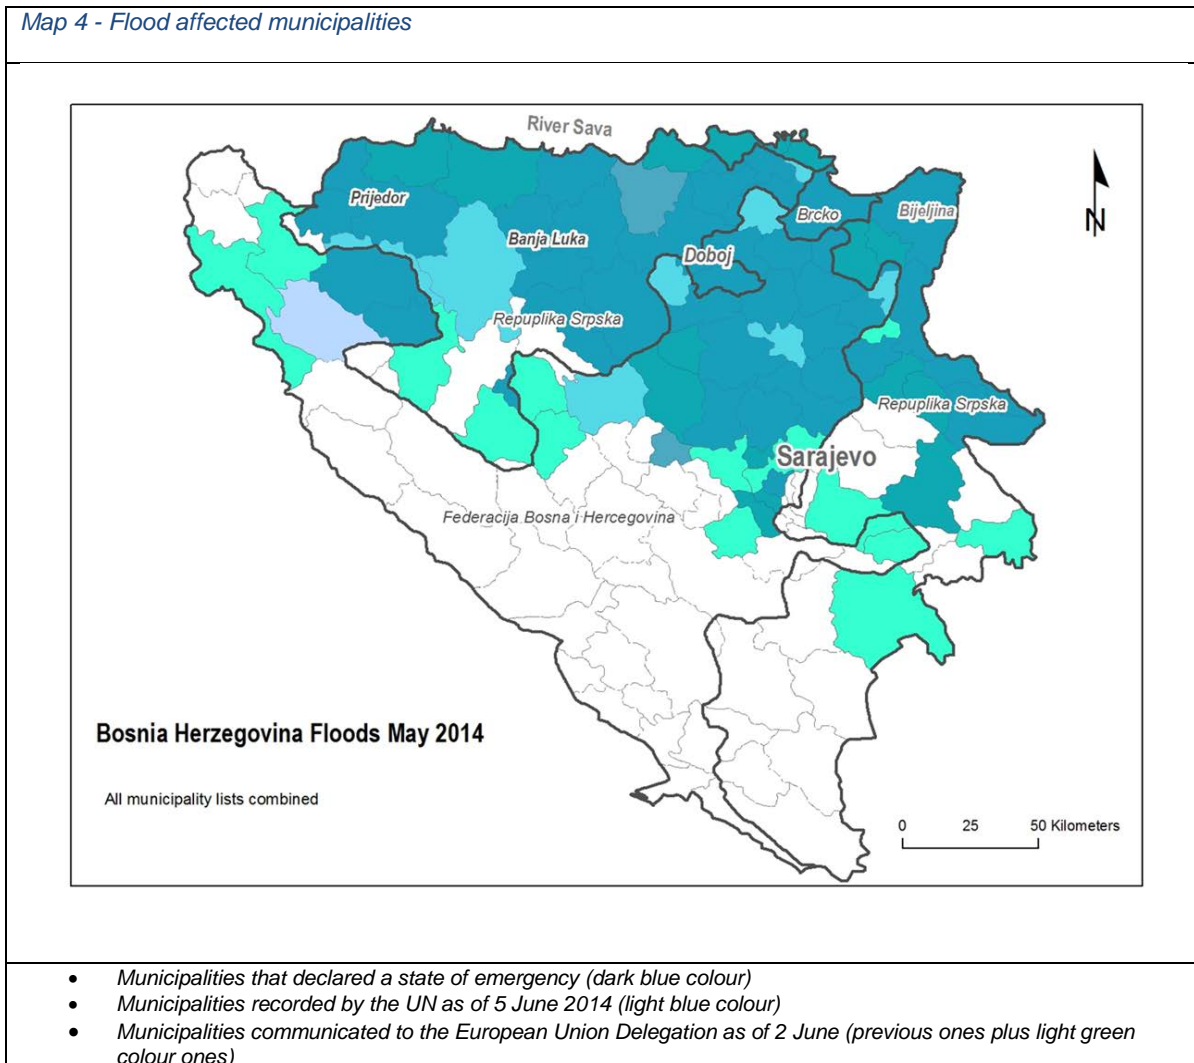 Map 4 - Flood affected municipalities
River Sava
N
Prijedor
Brcko
Bijeljina
Banja Luka
Doboj
Repuplika Srpska
Repuplika Srpska
Sarajevo
Federacija Bosna i Hercegovina
Bosnia Herzegovina Floods May 2014
All municipality lists combined
0 25 50 Kilometers
• Municipalities that declared a state of emergency (dark blue colour)
• Municipalities recorded by the UN as of 5 June 2014 (light blue colour)
• Municipalities communicated to the European Union Delegation as of 2 June (previous ones plus light green
colour ones)